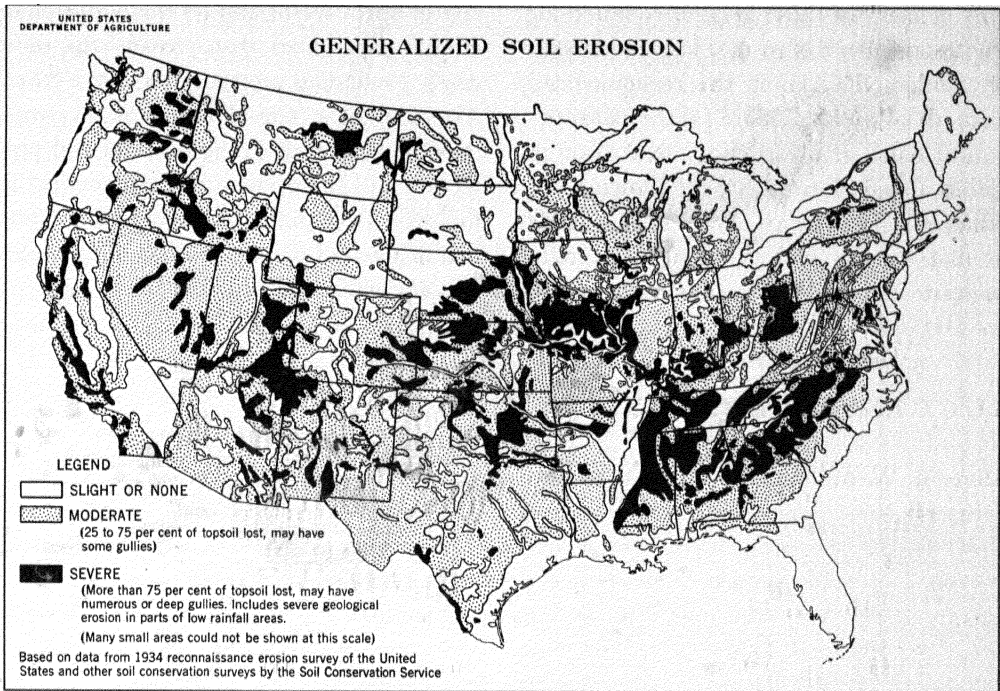 UNITED STATES
DEPARTMENT OF AGRICULTURE
GENERALIZED SOIL EROSION
LEGEND
SLIGHT OR NONE
MODERATE
(25 to 75 per cent of topsoil lost, may have
some gullies)
SEVERE
(More than 75 per cent of topsoil lost, may have
numerous or deep gullies. Includes severe geological
erosion in parts of low rainfall areas.
(Many small areas could not be shown at this scale)
Based on data from 1934 reconnaissance erosion survey of the United
States and other soil conservation surveys by the Soil Conservation Service